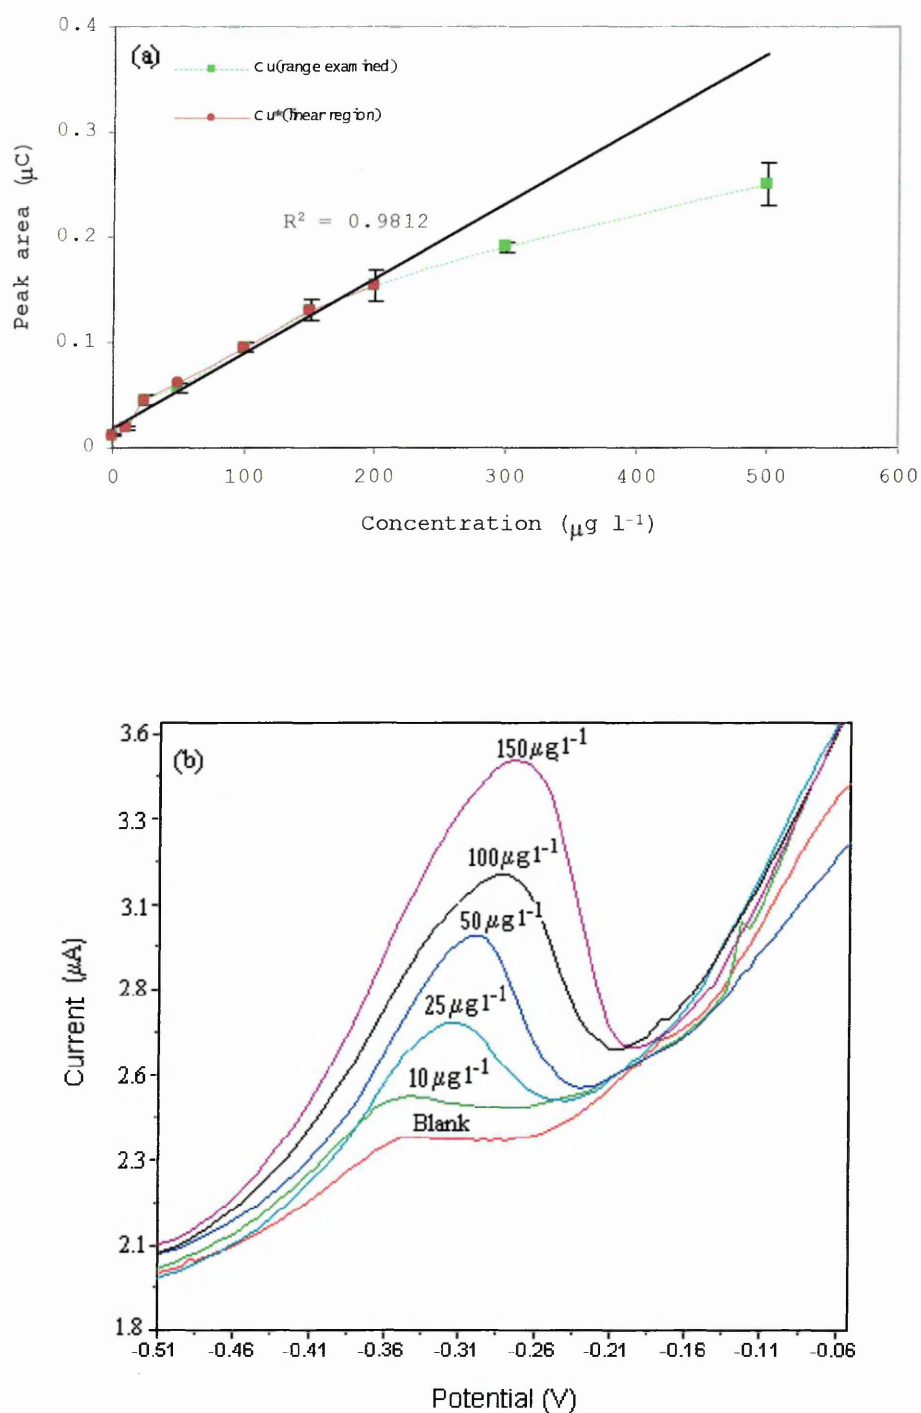 0.4
(a)
Cu(range examined)
Cu*(linear region)
0.3
R² = 0.9812
0.2
0.1
0
Peak area (μC)
0 100 200 300 400 500 600
Concentration (μg l⁻¹)
3.6
(b)
150μg l⁻¹
3.3
100μg l⁻¹
3.1
50μg l⁻¹
2.8
25μg l⁻¹
2.6
10μg l⁻¹
Blank
2.3
2.1
1.8
Current (μA)
-0.51 -0.46 -0.41 -0.36 -0.31 -0.26 -0.21 -0.16 -0.11 -0.06
Potential (V)